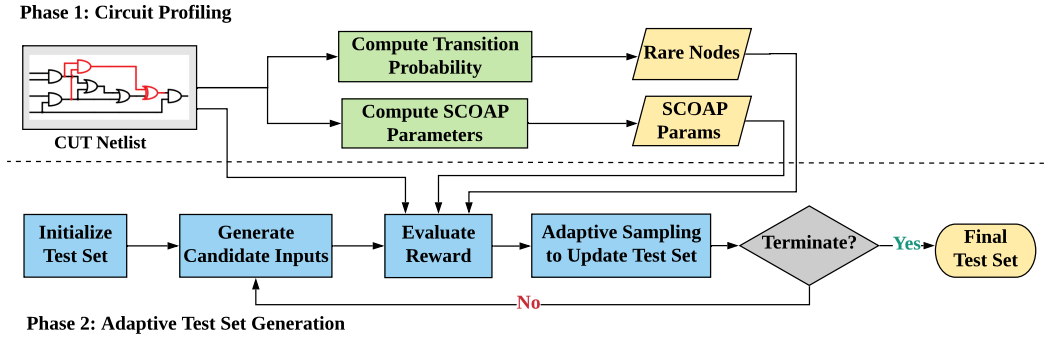 Phase 1: Circuit Profiling
Compute Transition
Probability
Rare Nodes
Compute SCOAP
Parameters
SCOAP
Params
CUT Netlist
Initialize
Test Set
Generate
Candidate Inputs
Evaluate
Reward
Adaptive Sampling
to Update Test Set
Terminate?
Yes
Final
Test Set
No
Phase 2: Adaptive Test Set Generation